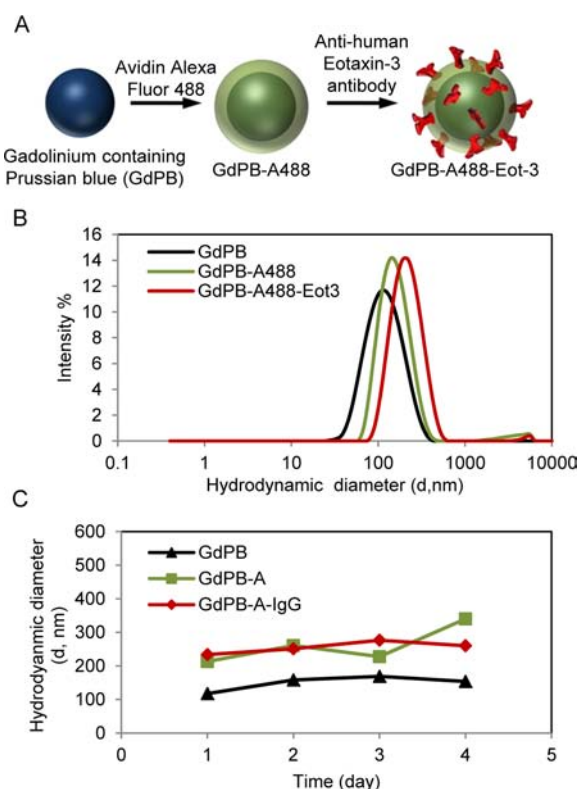 A
Avidin Alexa
Fluor 488
Anti-human
Eotaxin-3
antibody
Gadolinium containing
Prussian blue (GdPB)
GdPB-A488
GdPB-A488-Eot-3
B
Intensity %
16
14
12
10
8
6
4
2
0
GdPB
GdPB-A488
GdPB-A488-Eot3
0.1
1
10
100
1000
10000
Hydrodynamic diameter (d,nm)
C
Hydrodyanmic diameter
(d, nm)
600
500
400
300
200
100
0
GdPB
GdPB-A
GdPB-A-IgG
0
1
2
3
4
5
Time (day)